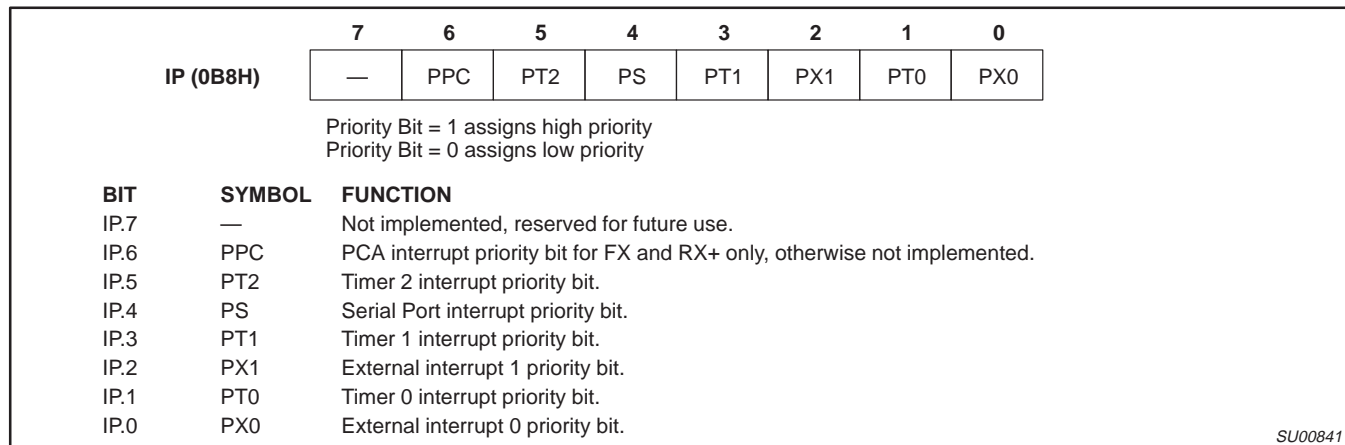 7 6 5 4 3 2 1 0
IP (0B8H) — PPC PT2 PS PT1 PX1 PT0 PX0
Priority Bit = 1 assigns high priority
Priority Bit = 0 assigns low priority
BIT SYMBOL FUNCTION
IP.7 — Not implemented, reserved for future use.
IP.6 PPC PCA interrupt priority bit for FX and RX+ only, otherwise not implemented.
IP.5 PT2 Timer 2 interrupt priority bit.
IP.4 PS Serial Port interrupt priority bit.
IP.3 PT1 Timer 1 interrupt priority bit.
IP.2 PX1 External interrupt 1 priority bit.
IP.1 PT0 Timer 0 interrupt priority bit.
IP.0 PX0 External interrupt 0 priority bit.
SU00841